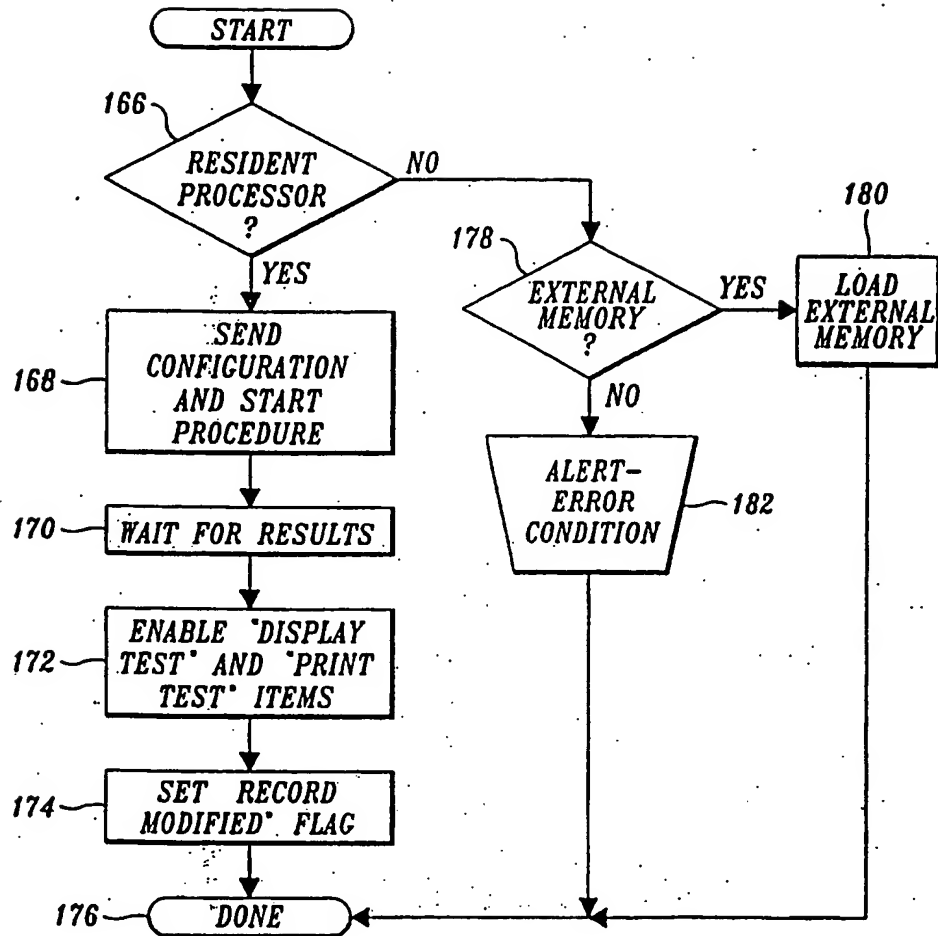 START
166
RESIDENT
PROCESSOR
?
NO
YES
178
EXTERNAL
MEMORY
?
YES
NO
180
LOAD
EXTERNAL
MEMORY
168
SEND
CONFIGURATION
AND START
PROCEDURE
ALERT-
ERROR
CONDITION
182
170
WAIT FOR RESULTS
172
ENABLE "DISPLAY
TEST" AND "PRINT
TEST" ITEMS
174
SET RECORD
MODIFIED" FLAG
176
"DONE